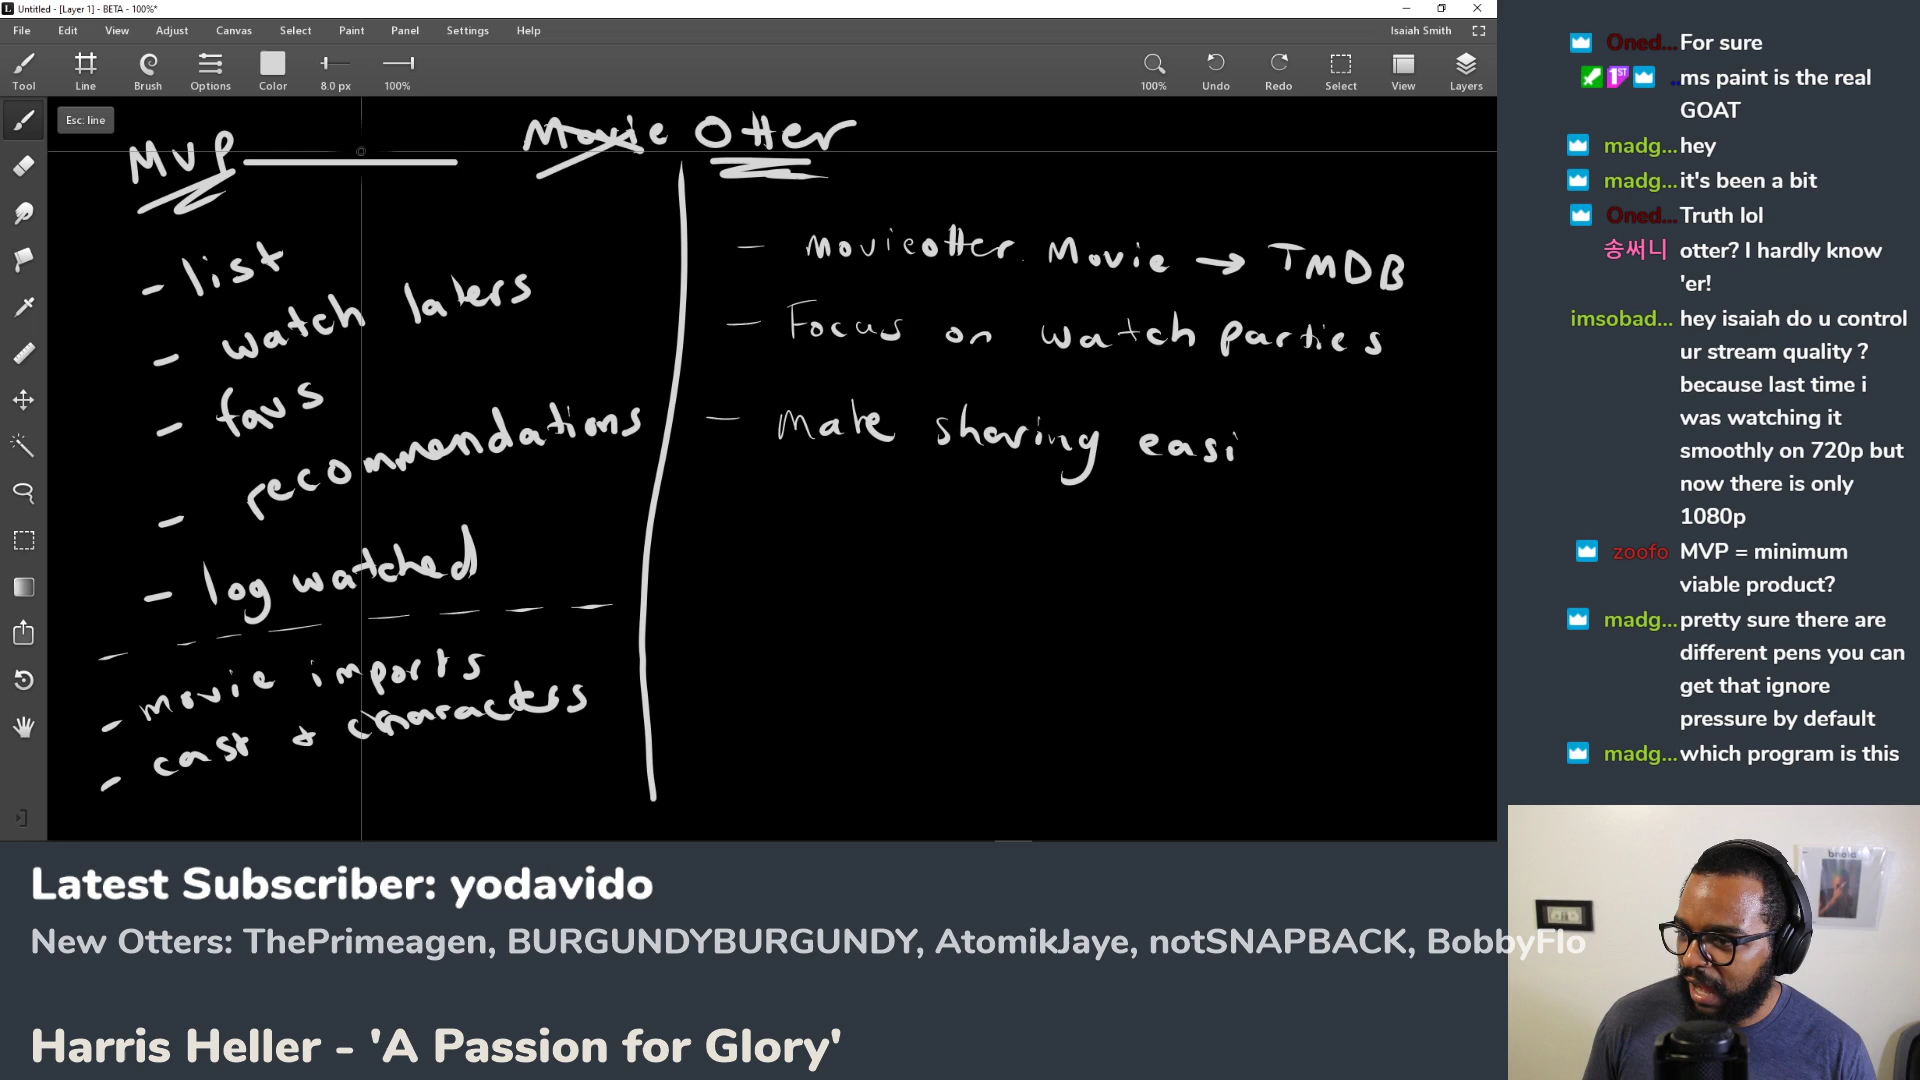 Untitled - [Layer 1] - BETA - 100%*
File Edit View Adjust Canvas Select Paint Panel Settings Help
Isaiah Smith
Tool Line Brush Options Color 8.0 px 100%
100% Undo Redo Select View Layers
Esc: line
MVP
- list
- watch laters
- favs
- recommendations
- log watched
- movie imports
- cast & characters
Movie Otter
- movieotter. Movie → TMDB
- Focus on watch parties
- Make sharing easi
Oned... For sure
1ST
..ms paint is the real
GOAT
madg... hey
madg... it's been a bit
Oned... Truth lol
송써니 otter? I hardly know
'er!
imsobad... hey isaiah do u control
ur stream quality ?
because last time i
was watching it
smoothly on 720p but
now there is only
1080p
zoofo MVP = minimum
viable product?
madg... pretty sure there are
different pens you can
get that ignore
pressure by default
madg... which program is this
Latest Subscriber: yodavido
New Otters: ThePrimeagen, BURGUNDYBURGUNDY, AtomikJaye, notSNAPBACK, BobbyFlo
Harris Heller - 'A Passion for Glory'
bnold